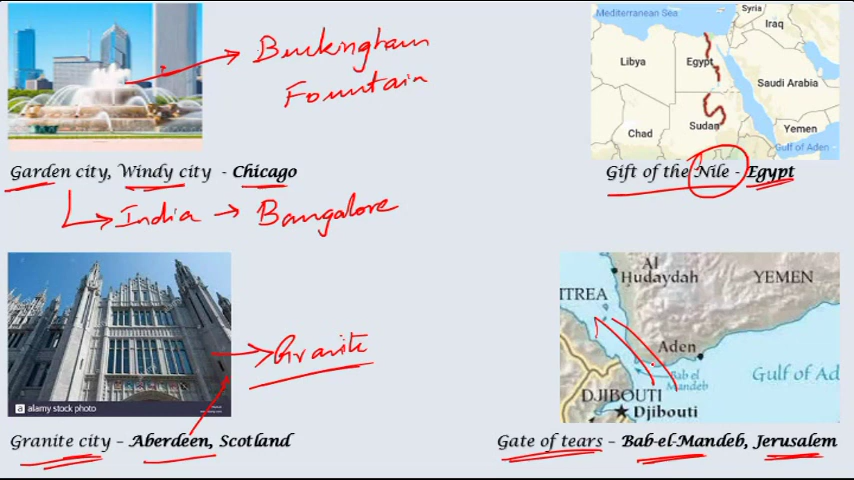 Buckingham
Fountain
Garden city, Windy city - Chicago
India → Bangalore
Mediterranean Sea
Syria
Iraq
Libya
Egypt
Saudi Arabia
Chad
Sudan
Yemen
Gulf of Aden
Gift of the Nile - Egypt
Granite
a alamy stock photo
Granite city – Aberdeen, Scotland
Al
Hudaydah
YEMEN
ITREA
Aden
Bab el
Mandeb
Gulf of Ad
DJIBOUTI
Djibouti
Gate of tears – Bab-el-Mandeb, Jerusalem